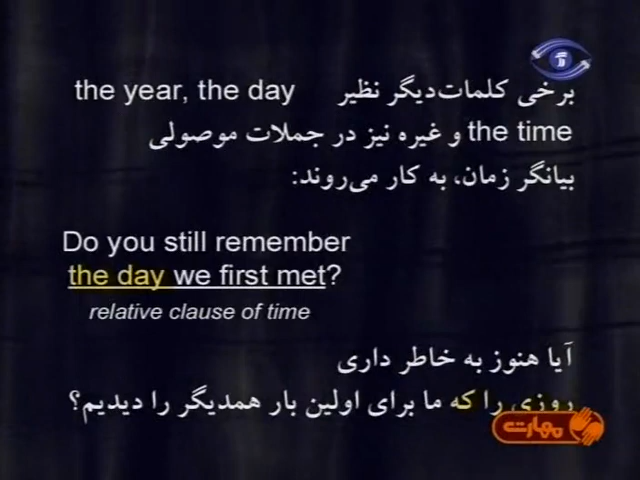 برخی کلمات دیگر نظیر the year, the day
the time و غیره نیز در جملات موصولی
بیانگر زمان، به کار می‌روند:
Do you still remember
the day we first met?
relative clause of time
آیا هنوز به خاطر داری
روزی را که ما برای اولین بار همدیگر را دیدیم؟
مهارت